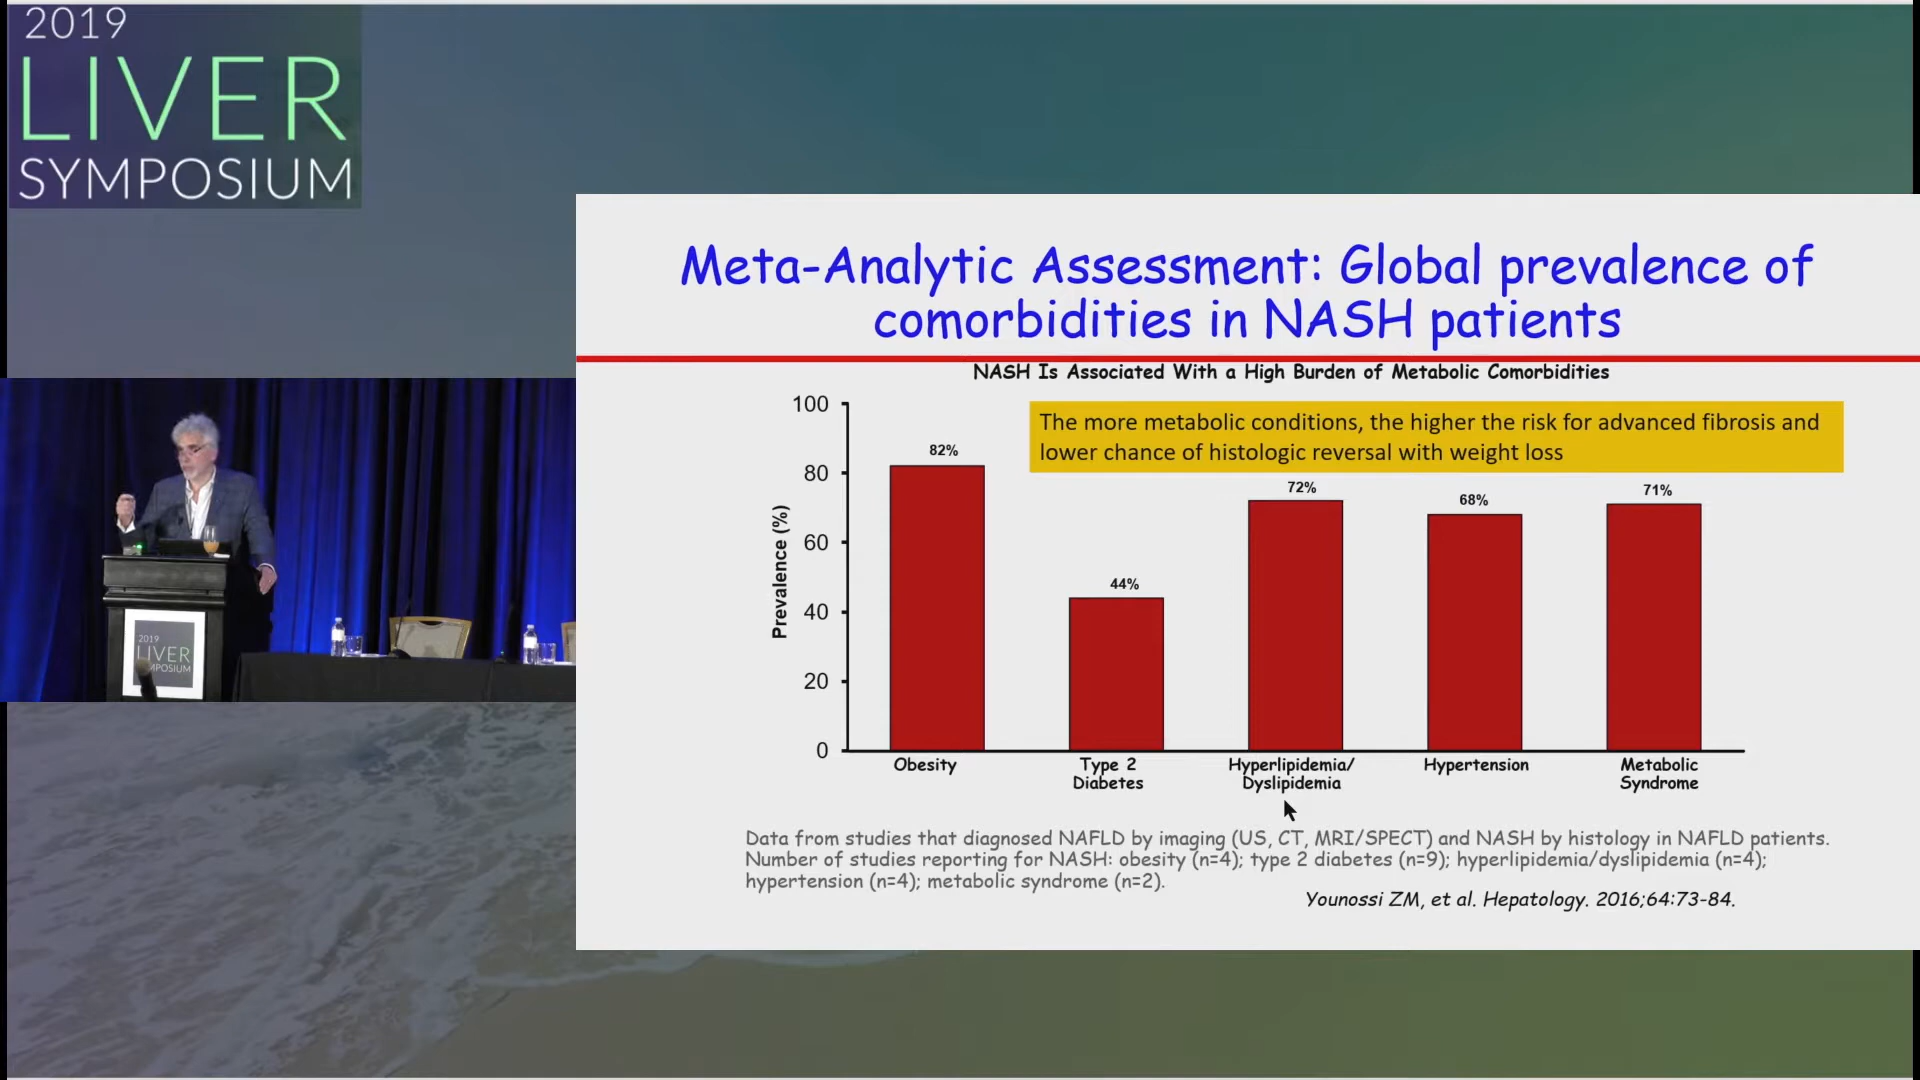 2019
LIVER
SYMPOSIUM
Meta-Analytic Assessment: Global prevalence of
comorbidities in NASH patients
NASH Is Associated With a High Burden of Metabolic Comorbidities
The more metabolic conditions, the higher the risk for advanced fibrosis and
lower chance of histologic reversal with weight loss
Prevalence (%)
100
80
60
40
20
0
82%
44%
72%
68%
71%
Obesity
Type 2
Diabetes
Hyperlipidemia/
Dyslipidemia
Hypertension
Metabolic
Syndrome
Data from studies that diagnosed NAFLD by imaging (US, CT, MRI/SPECT) and NASH by histology in NAFLD patients.
Number of studies reporting for NASH: obesity (n=4); type 2 diabetes (n=9); hyperlipidemia/dyslipidemia (n=4);
hypertension (n=4); metabolic syndrome (n=2).
Younossi ZM, et al. Hepatology. 2016;64:73-84.
2019
LIVER